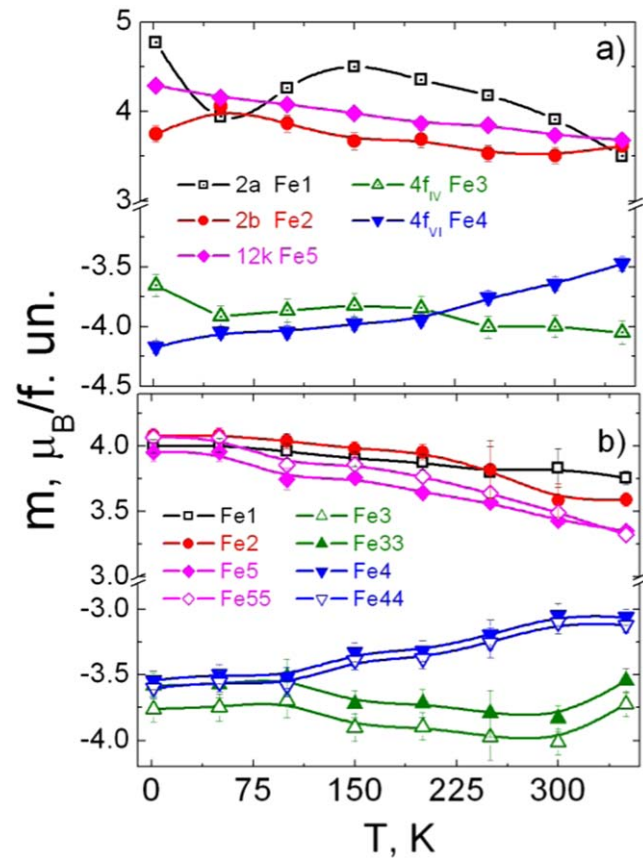 5
a)
4
3
2a Fe1
4f_IV Fe3
2b Fe2
4f_VI Fe4
12k Fe5
-3.5
-4.0
-4.5
m, μ_B/f. un.
b)
4.0
3.5
Fe1
Fe3
Fe2
Fe33
Fe5
Fe4
Fe55
Fe44
3.0
-3.0
-3.5
-4.0
0 75 150 225 300
T, K